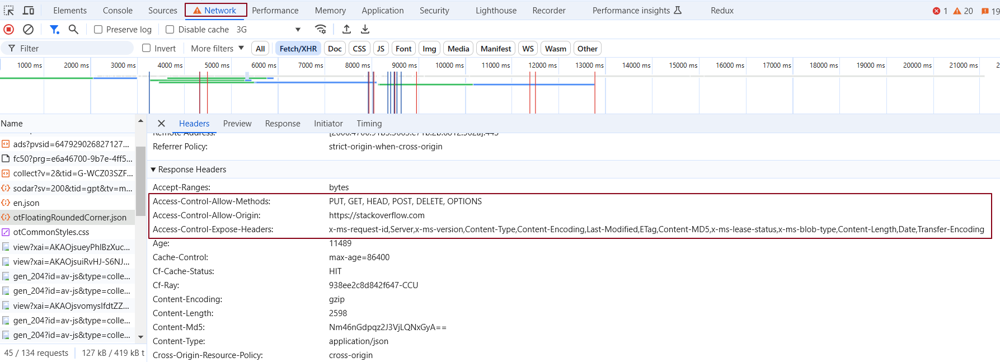 Elements Console Sources Network Performance Memory Application Security Lighthouse Recorder Performance insights Redux 1 20 19
Preserve log Disable cache 3G
Filter Invert More filters All Fetch/XHR Doc CSS JS Font Img Media Manifest WS Wasm Other
1000 ms 2000 ms 3000 ms 4000 ms 5000 ms 6000 ms 7000 ms 8000 ms 9000 ms 10000 ms 11000 ms 12000 ms 13000 ms 14000 ms 15000 ms 16000 ms 17000 ms 18000 ms 19000 ms 20000 ms 21000 ms 2
Name
ads?pvsid=647929026827127...
fc50?prg=e6a46700-9b7e-4ff5...
collect?v=2&tid=G-WCZ03SZF...
sodar?sv=200&tid=gpt&tv=m...
en.json
otFloatingRoundedCorner.json
otCommonStyles.css
view?xai=AKAOjsueyPhlBzXuc...
view?xai=AKAOjsuiRvHJ-S6NJ...
gen_204?id=av-js&type=colle...
gen_204?id=av-js&type=colle...
view?xai=AKAOjsvomyslfdtZZ...
gen_204?id=av-js&type=colle...
gen_204?id=av-js&type=colle...
45 / 134 requests 127 kB / 419 kB t
Headers Preview Response Initiator Timing
Remote Address:
Referrer Policy: strict-origin-when-cross-origin
Response Headers
Accept-Ranges: bytes
Access-Control-Allow-Methods: PUT, GET, HEAD, POST, DELETE, OPTIONS
Access-Control-Allow-Origin: https://stackoverflow.com
Access-Control-Expose-Headers: x-ms-request-id,Server,x-ms-version,Content-Type,Content-Encoding,Last-Modified,ETag,Content-MD5,x-ms-lease-status,x-ms-blob-type,Content-Length,Date,Transfer-Encoding
Age: 11489
Cache-Control: max-age=86400
Cf-Cache-Status: HIT
Cf-Ray: 938ee2c8d842f647-CCU
Content-Encoding: gzip
Content-Length: 2598
Content-Md5: Nm46nGdpqz2J3VjLQNxGyA==
Content-Type: application/json
Cross-Origin-Resource-Policy: cross-origin